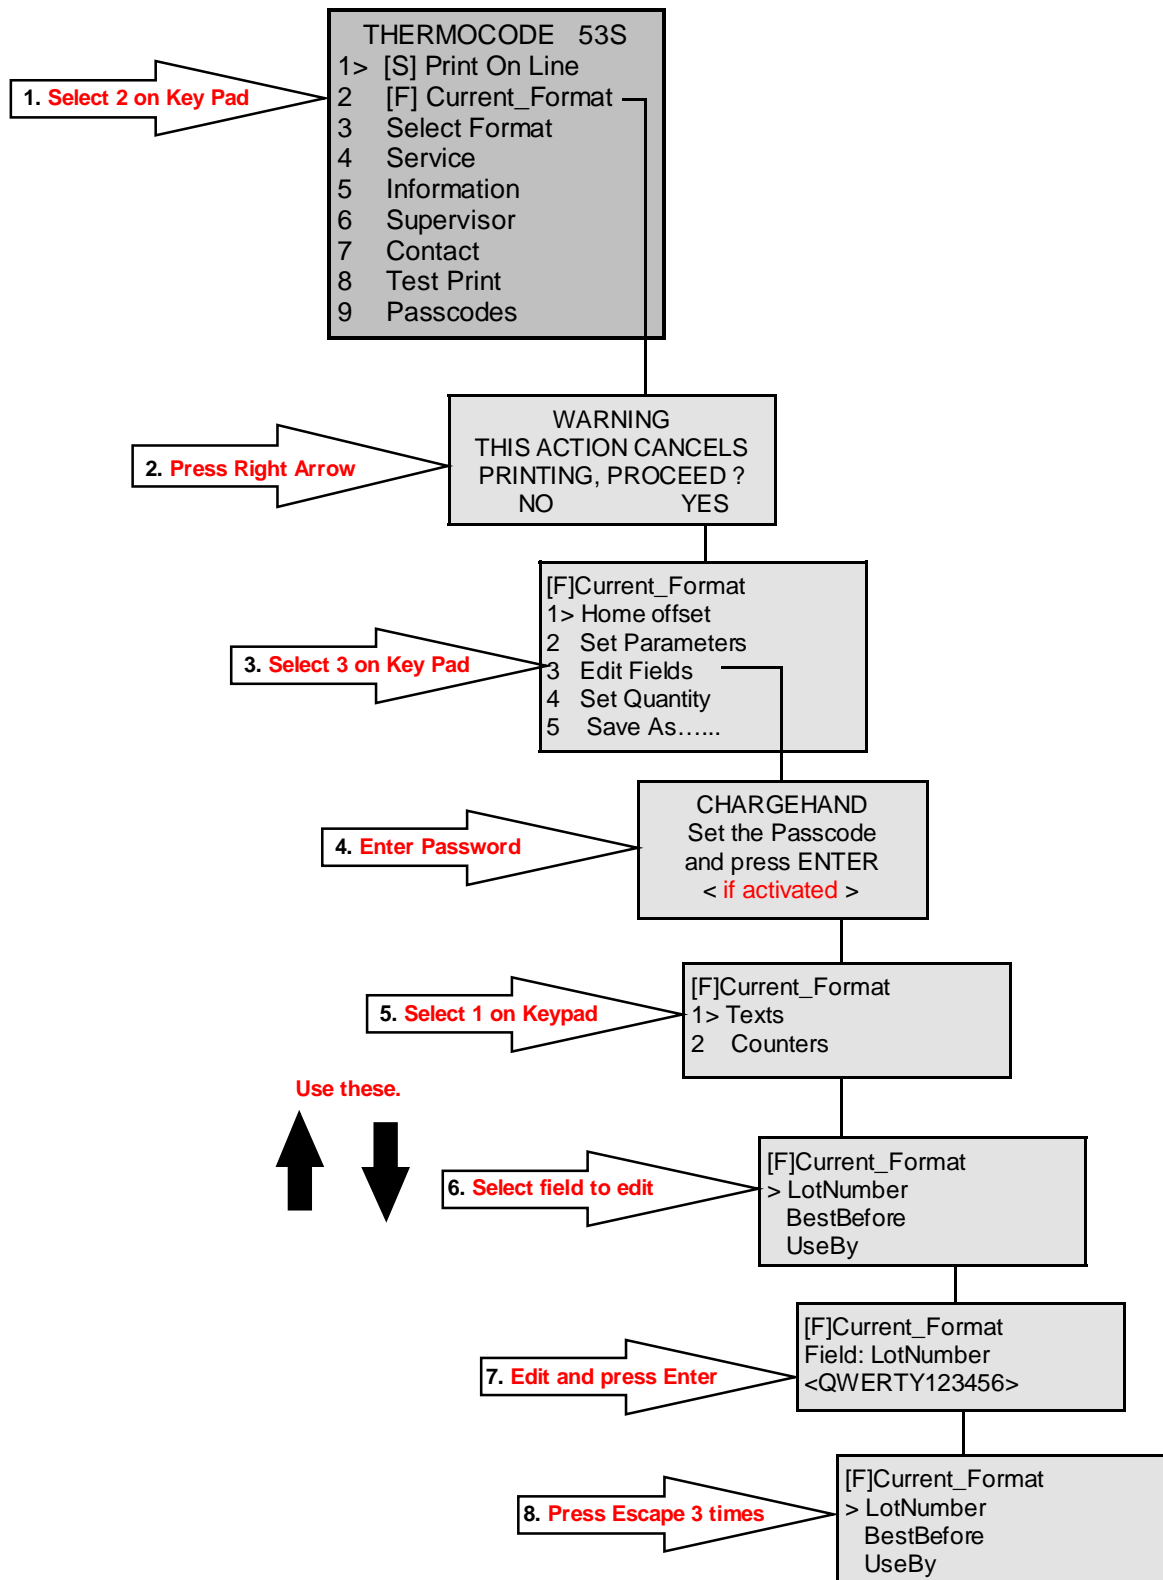 THERMOCODE 53S
1> [S] Print On Line
1. Select 2 on Key Pad
2 [F] Current_Format
3 Select Format
4 Service
5 Information
6 Supervisor
7 Contact
8 Test Print
9 Passcodes
2. Press Right Arrow
WARNING
THIS ACTION CANCELS
PRINTING, PROCEED ?
NO YES
3. Select 3 on Key Pad
[F]Current_Format
1> Home offset
2 Set Parameters
3 Edit Fields
4 Set Quantity
5 Save As…...
4. Enter Password
CHARGEHAND
Set the Passcode
and press ENTER
< if activated >
5. Select 1 on Keypad
[F]Current_Format
1> Texts
2 Counters
Use these.
6. Select field to edit
[F]Current_Format
> LotNumber
BestBefore
UseBy
7. Edit and press Enter
[F]Current_Format
Field: LotNumber
<QWERTY123456>
8. Press Escape 3 times
[F]Current_Format
> LotNumber
BestBefore
UseBy